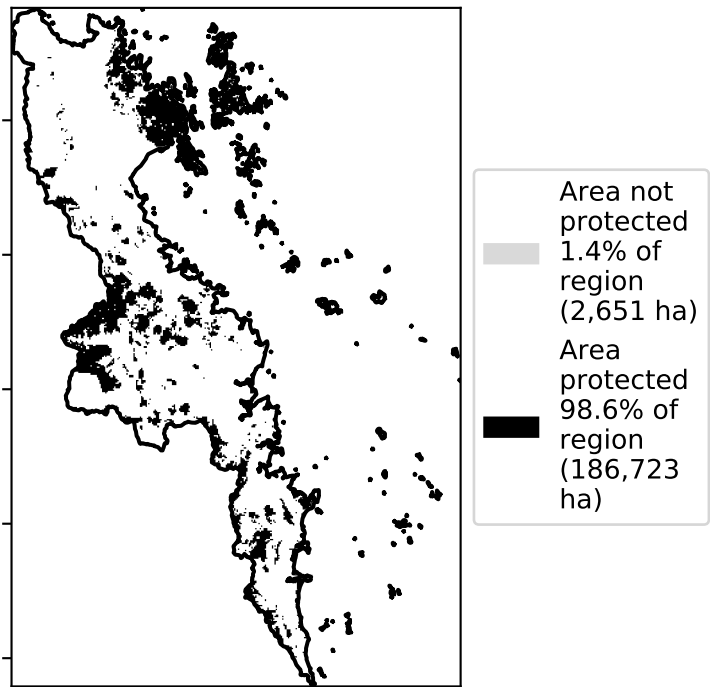 Area not
protected
1.4% of
region
(2,651 ha)
Area
protected
98.6% of
region
(186,723
ha)